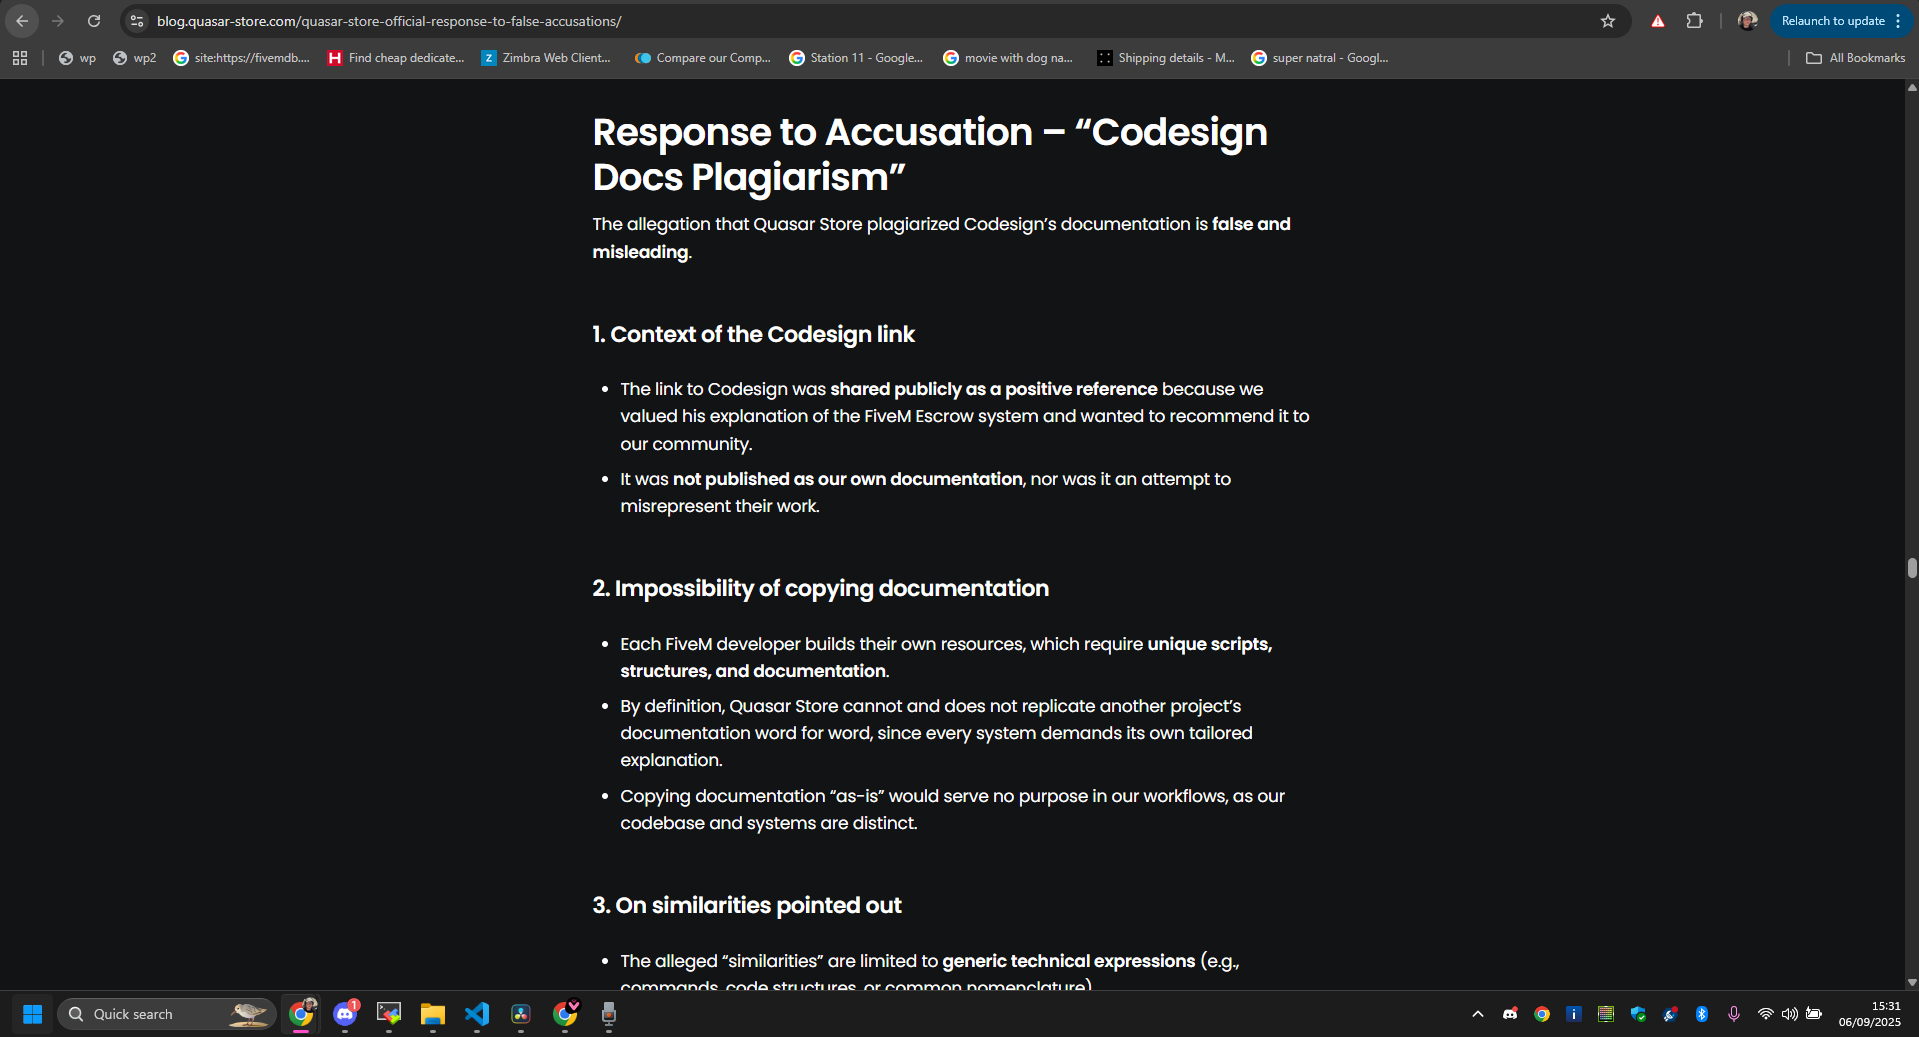 blog.quasar-store.com/quasar-store-official-response-to-false-accusations/
Relaunch to update
wp
wp2
site:https://fivemdb....
Find cheap dedicate...
Zimbra Web Client...
Compare our Comp...
Station 11 - Google...
movie with dog na...
Shipping details - M...
super natral - Googl...
All Bookmarks
Response to Accusation – “Codesign
Docs Plagiarism”
The allegation that Quasar Store plagiarized Codesign’s documentation is false and
misleading.
1. Context of the Codesign link
• The link to Codesign was shared publicly as a positive reference because we
valued his explanation of the FiveM Escrow system and wanted to recommend it to
our community.
• It was not published as our own documentation, nor was it an attempt to
misrepresent their work.
2. Impossibility of copying documentation
• Each FiveM developer builds their own resources, which require unique scripts,
structures, and documentation.
• By definition, Quasar Store cannot and does not replicate another project’s
documentation word for word, since every system demands its own tailored
explanation.
• Copying documentation “as-is” would serve no purpose in our workflows, as our
codebase and systems are distinct.
3. On similarities pointed out
• The alleged “similarities” are limited to generic technical expressions (e.g.,
commands, code structures, or common nomenclature).
Quick search
1
15:31
06/09/2025